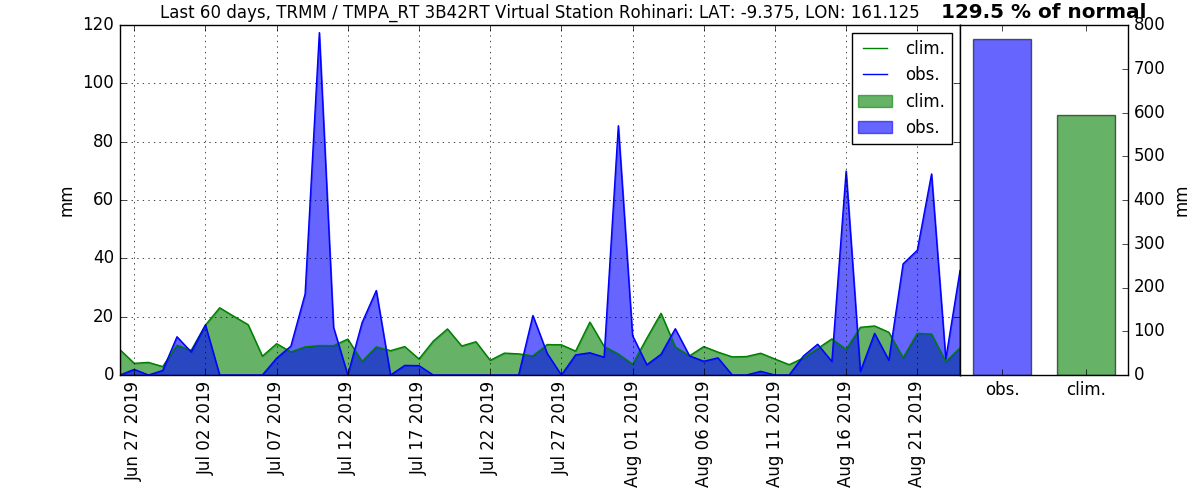 Last 60 days, TRMM / TMPA_RT 3B42RT Virtual Station Rohinari: LAT: -9.375, LON: 161.125
129.5 % of normal
120
100
80
60
40
20
0
mm
clim.
obs.
clim.
obs.
800
700
600
500
400
300
200
100
0
mm
Jun 27 2019
Jul 02 2019
Jul 07 2019
Jul 12 2019
Jul 17 2019
Jul 22 2019
Jul 27 2019
Aug 01 2019
Aug 06 2019
Aug 11 2019
Aug 16 2019
Aug 21 2019
obs.
clim.